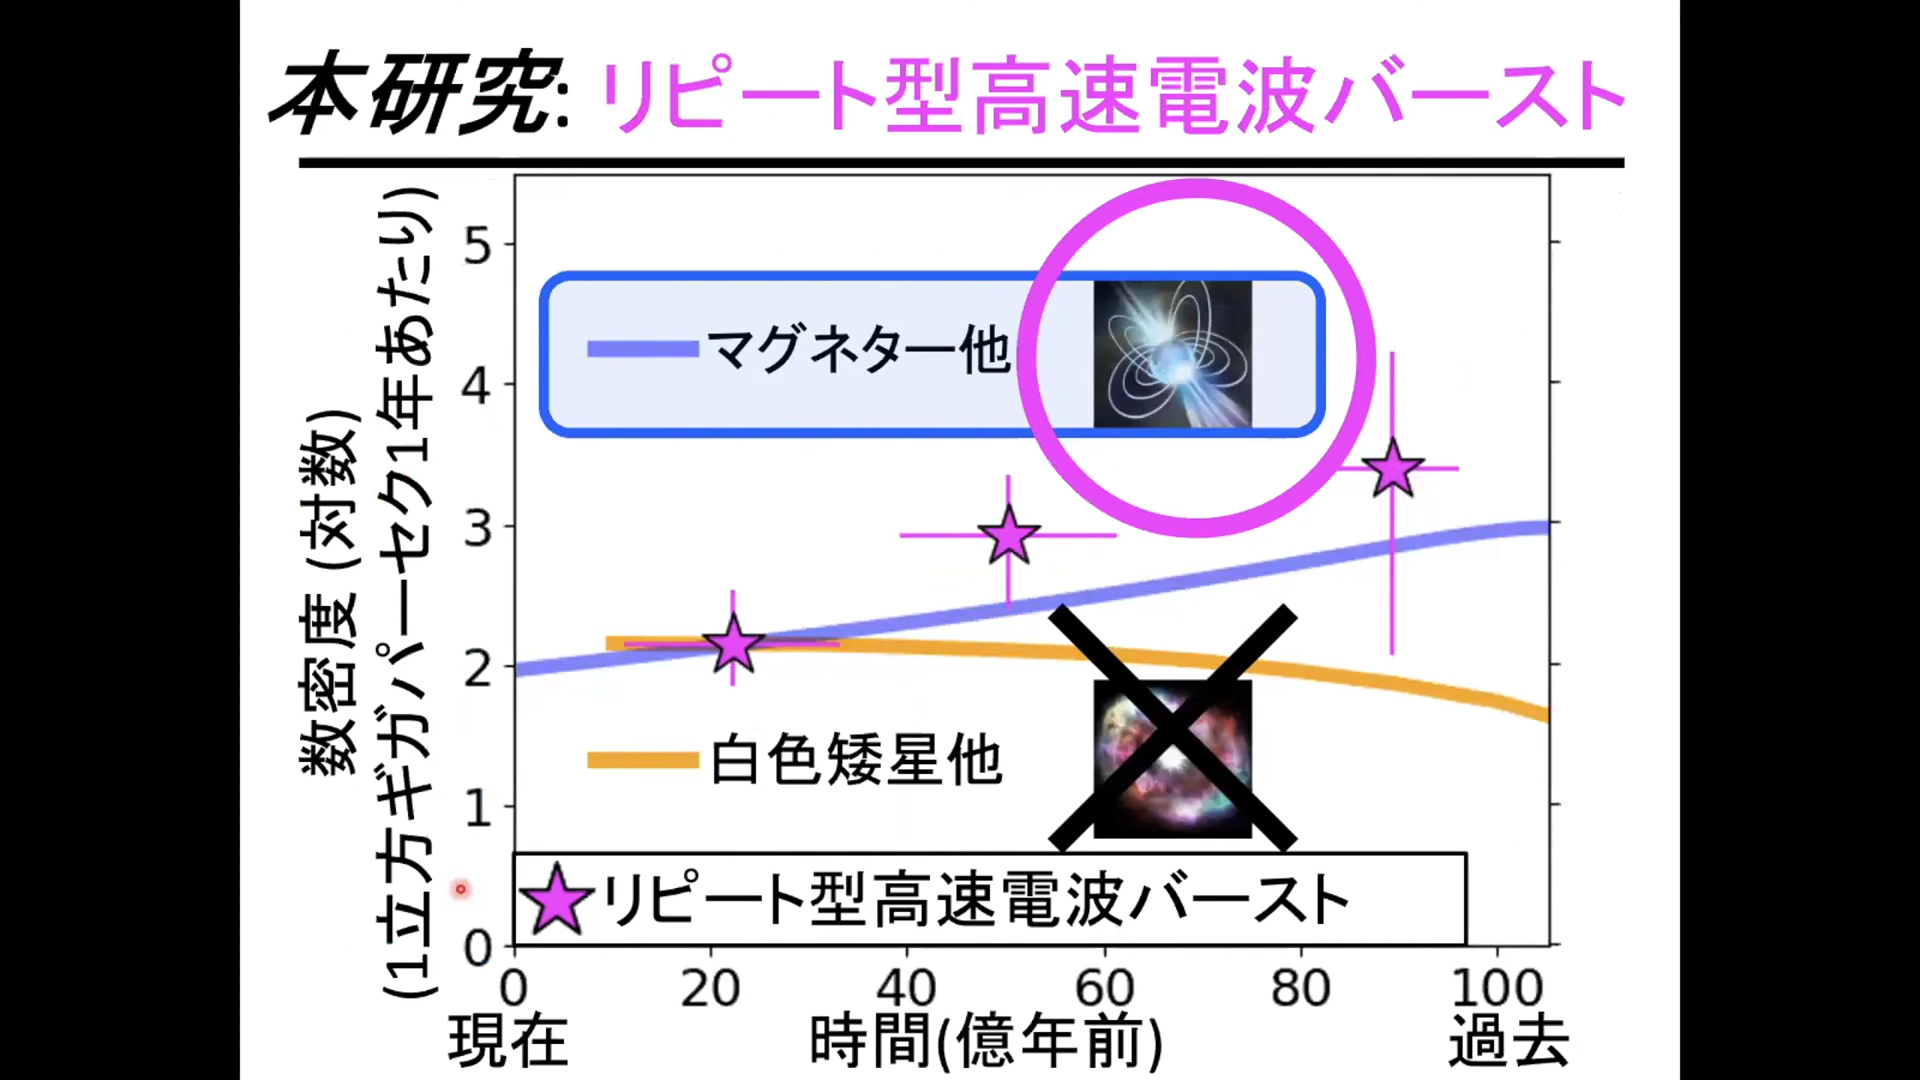 本研究: リピート型高速電波バースト
数密度 (対数)
(1立方ギガパーセク1年あたり)
5
4
3
2
1
0
マグネター他
白色矮星他
リピート型高速電波バースト
0 20 40 60 80 100
現在 時間(億年前) 過去